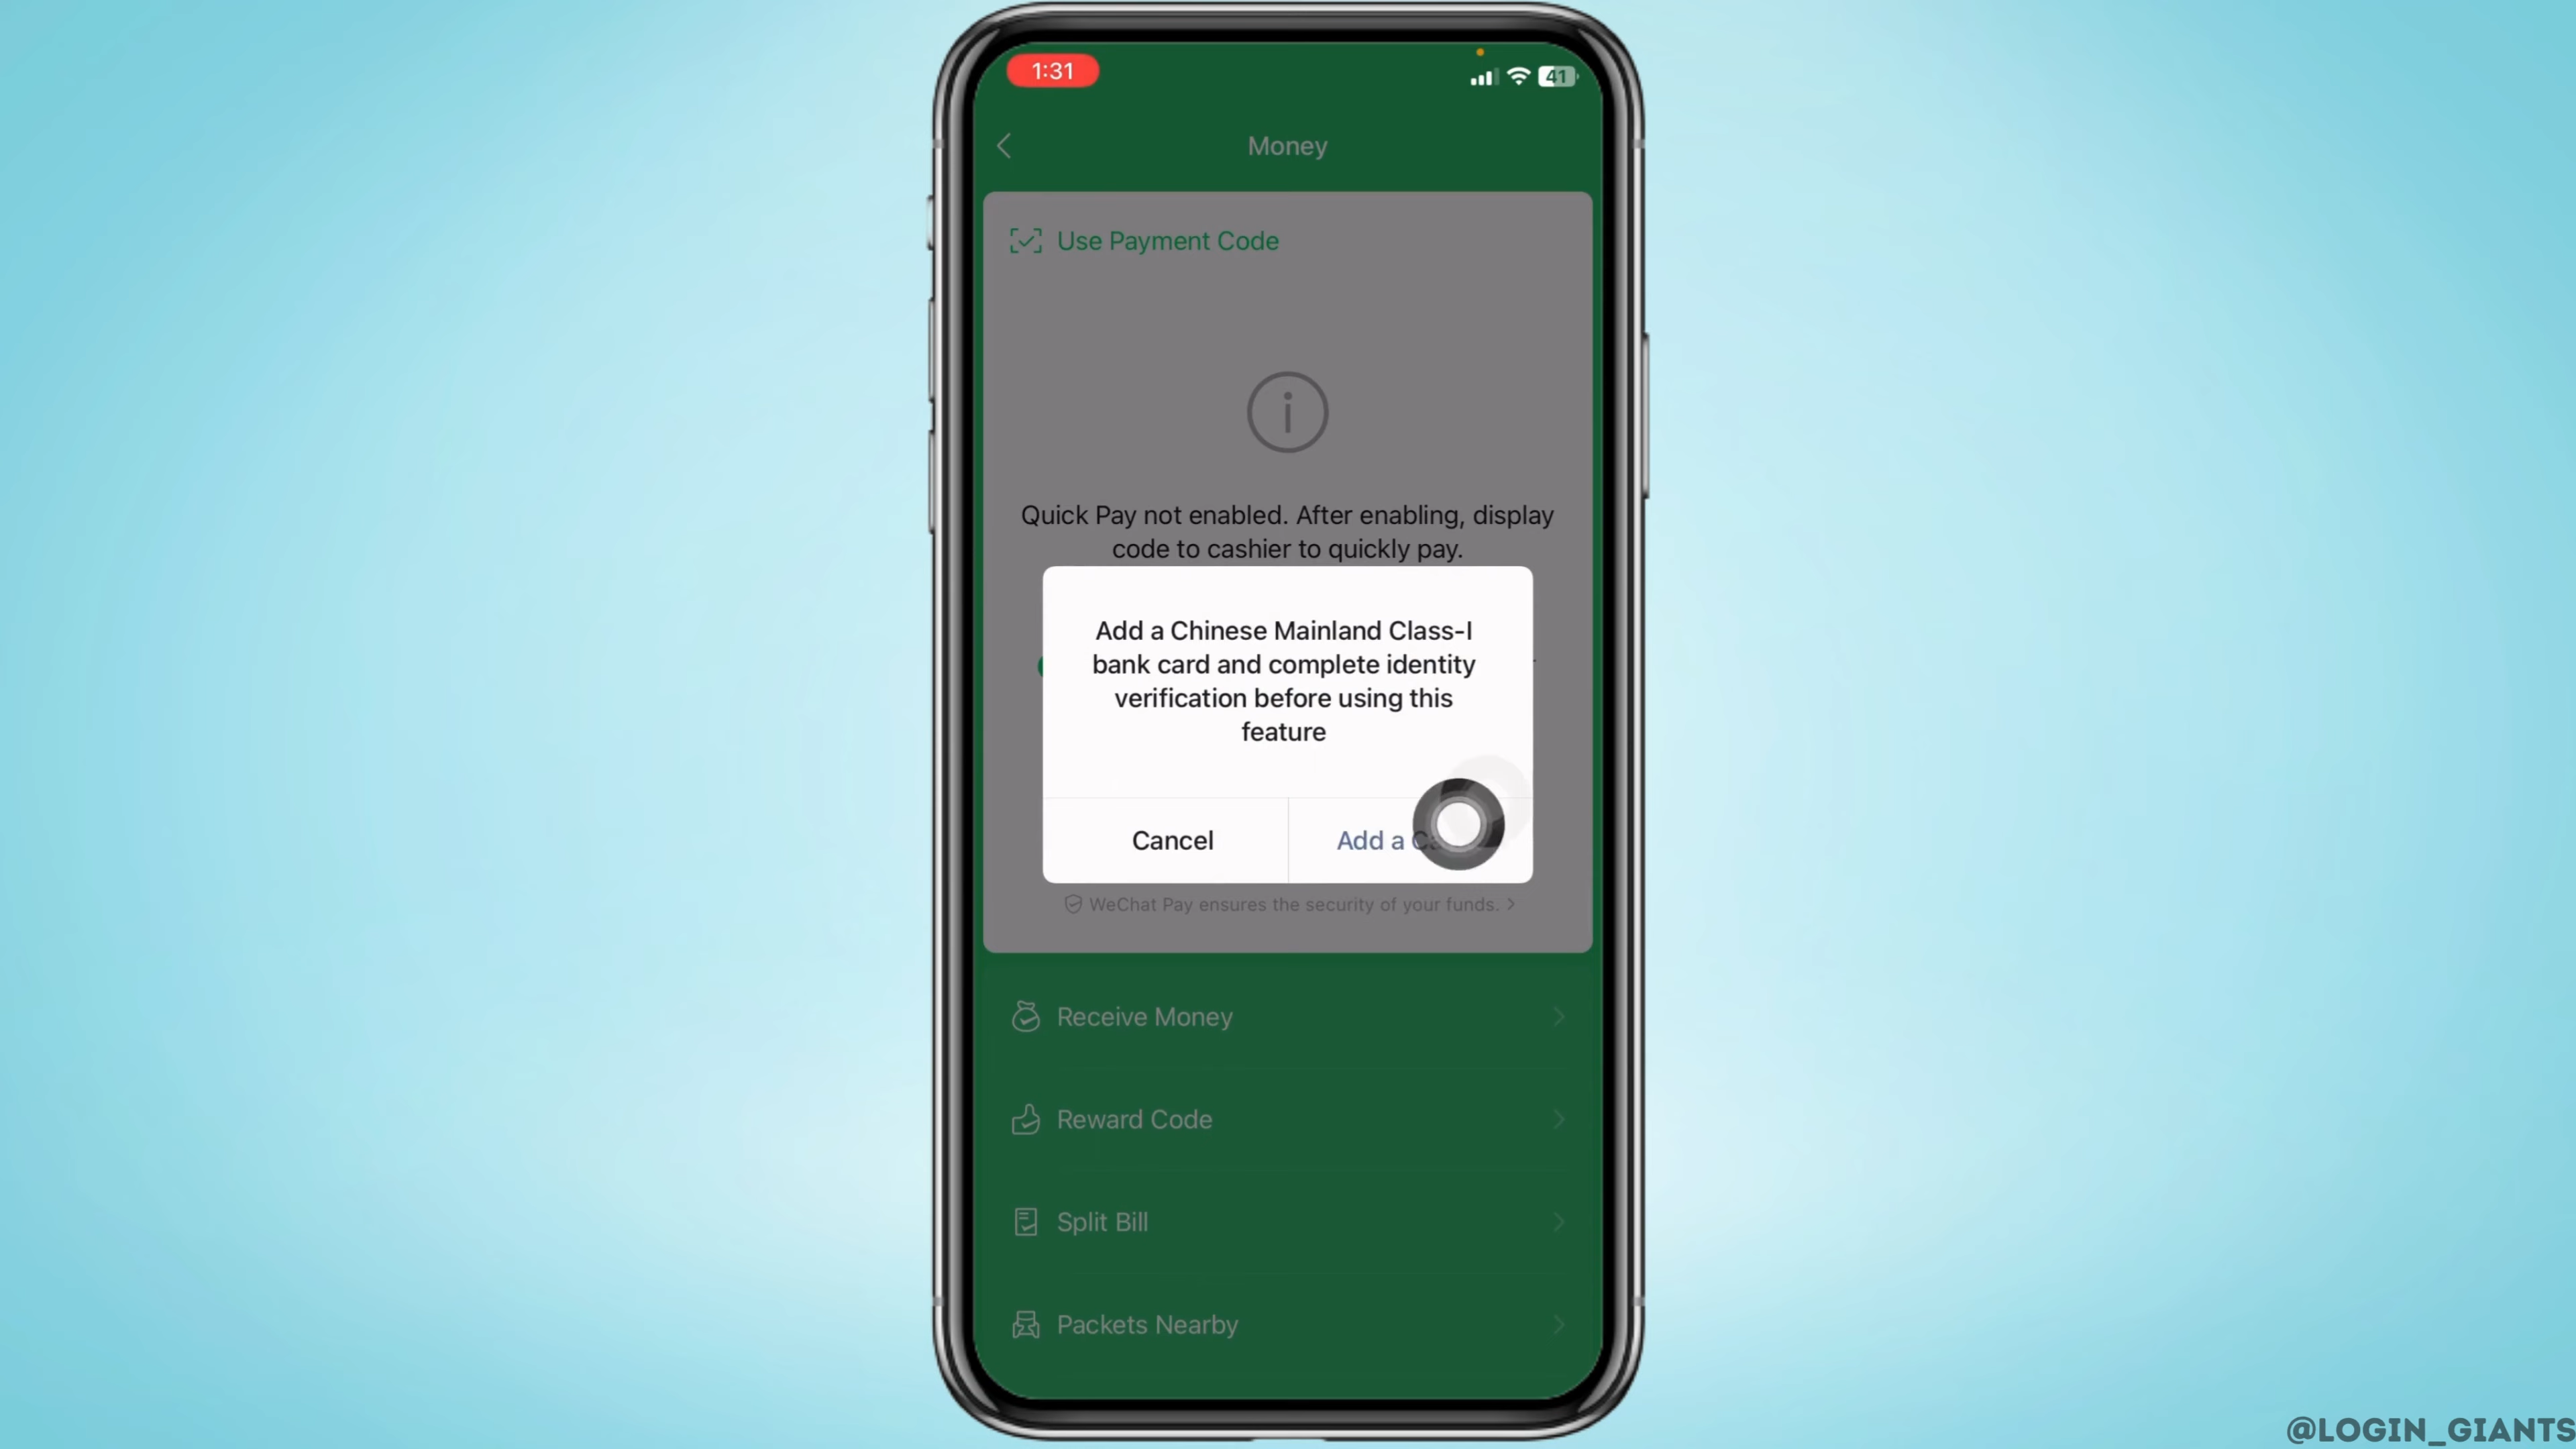 1:31
41
Money
Use Payment Code
Quick Pay not enabled. After enabling, display
code to cashier to quickly pay.
Add a Chinese Mainland Class-I
bank card and complete identity
verification before using this
feature
Cancel
Add a
WeChat Pay ensures the security of your funds.
Receive Money
Reward Code
Split Bill
Packets Nearby
@LOGIN_GIANTS